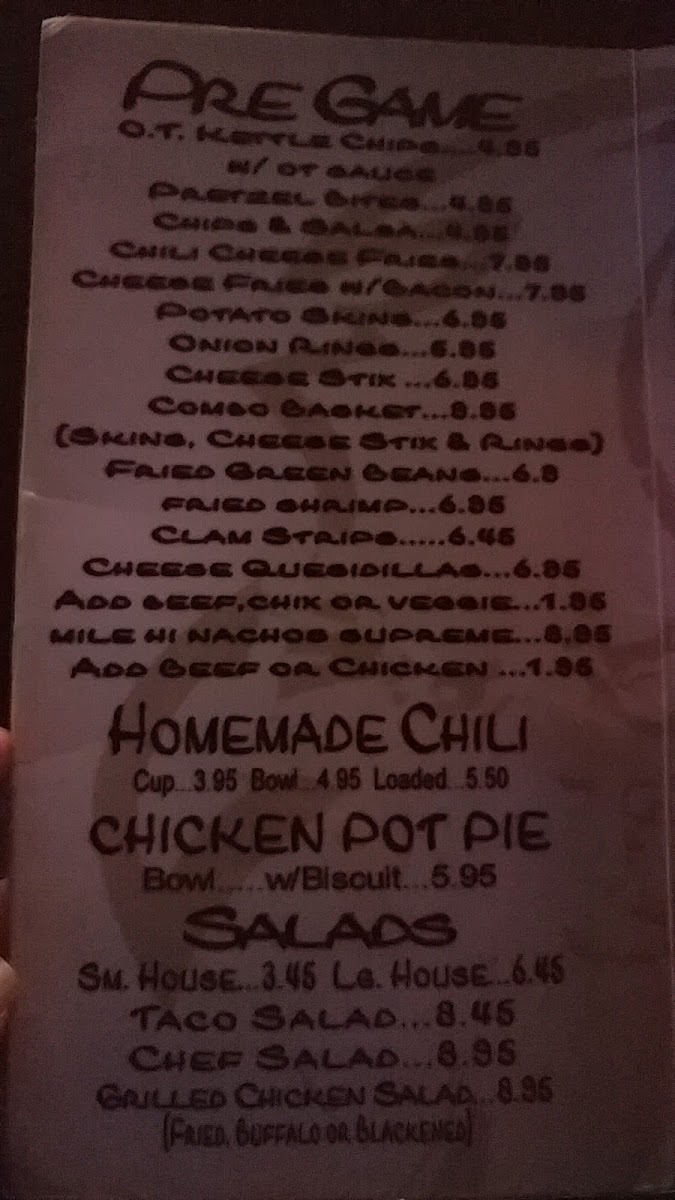 PRE GAME
O.T. KETTLE CHIPS....4.95
W/ OT SAUCE
PRETZEL BITES...4.95
CHIPS & SALSA...4.95
CHILI CHEESE FRIES...7.95
CHEESE FRIES W/BACON...7.95
POTATO SKINS...6.95
ONION RINGS...5.95
CHEESE STIX ...6.95
COMBO BASKET...8.95
(SKINS, CHEESE STIX & RINGS)
FRIED GREEN BEANS...6.9
FRIED SHRIMP...6.95
CLAM STRIPS......6.45
CHEESE QUESIDILLAS...6.95
ADD BEEF,CHIX OR VEGGIE...1.95
MILE HI NACHOS SUPREME...8.95
ADD BEEF OR CHICKEN ...1.95
HOMEMADE CHILI
Cup...3.95 Bowl...4.95 Loaded...5.50
CHICKEN POT PIE
Bowl......w/Biscuit...5.95
SALADS
SM. HOUSE...3.45 LG. HOUSE...6.45
TACO SALAD...8.45
CHEF SALAD...8.95
GRILLED CHICKEN SALAD...8.95
(FRIED, BUFFALO OR BLACKENED)